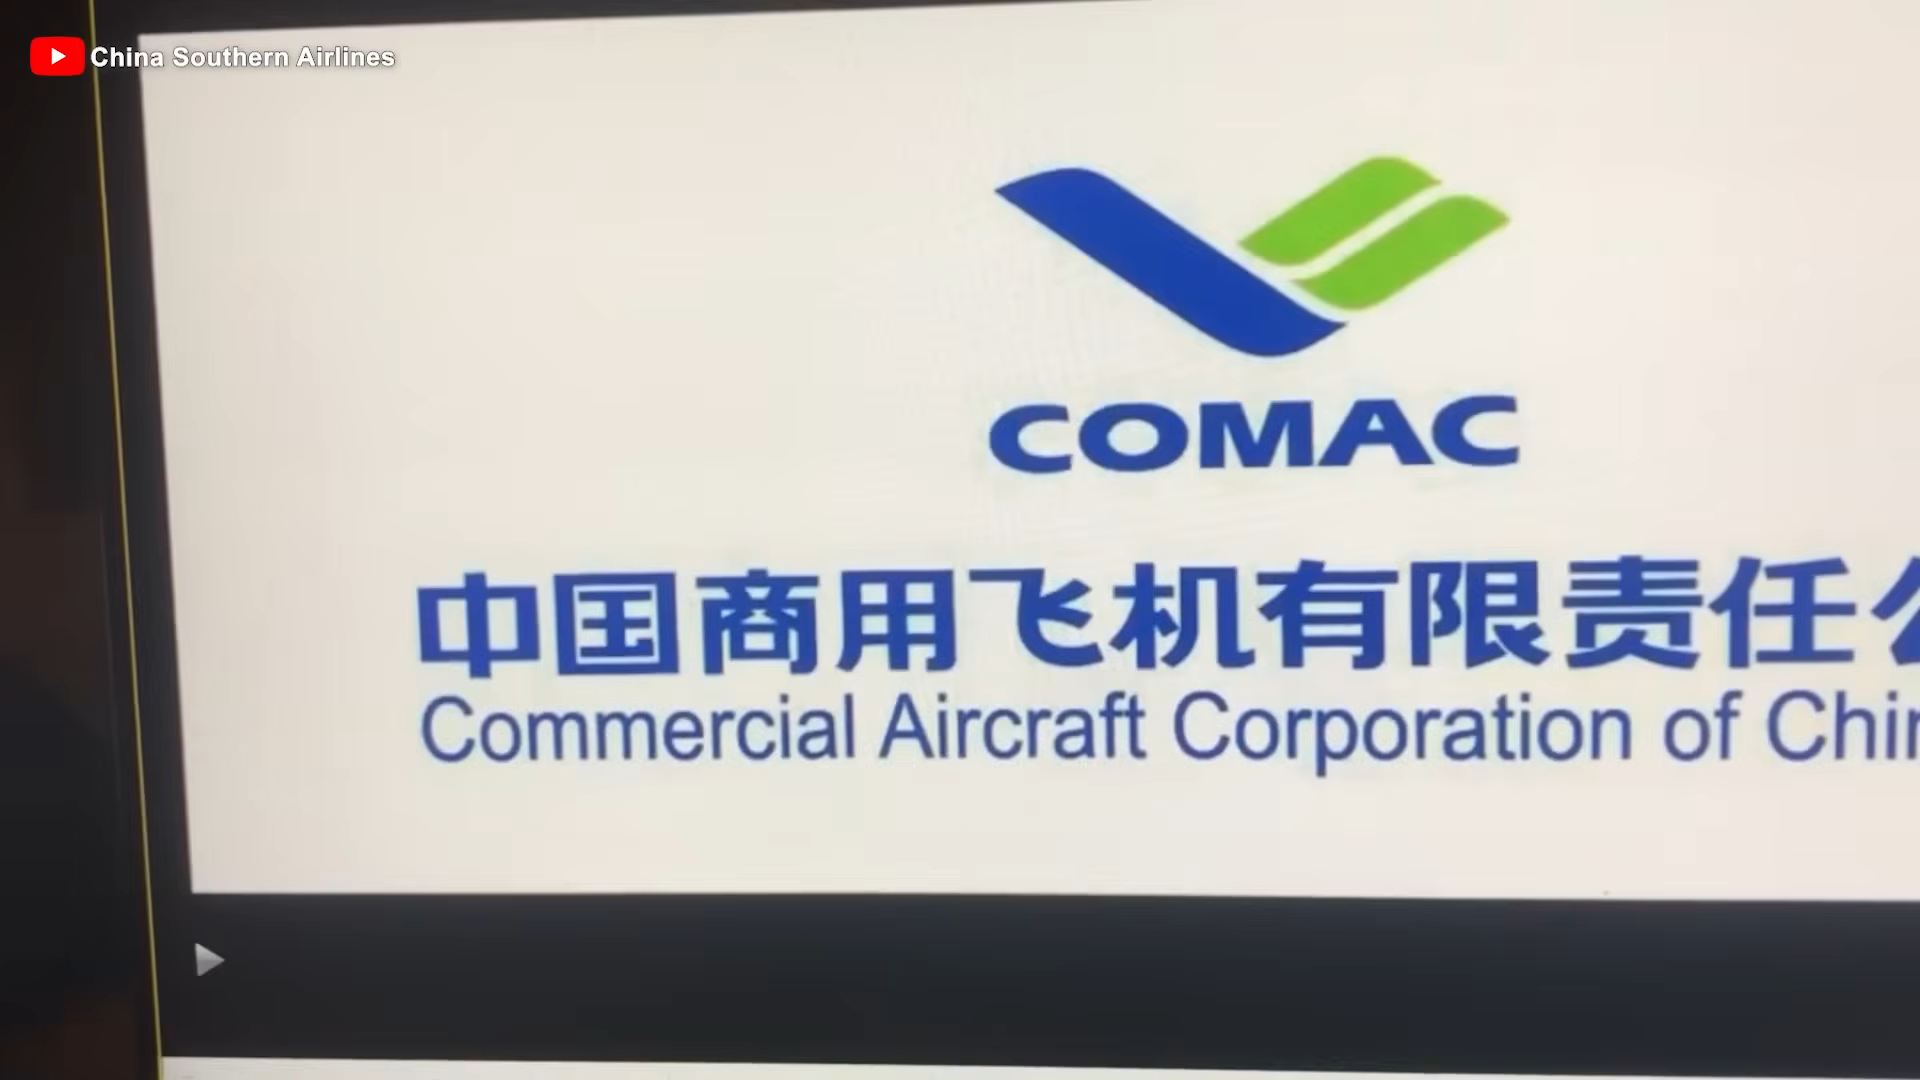 China Southern Airlines
COMAC
中国商用飞机有限责任
Commercial Aircraft Corporation of